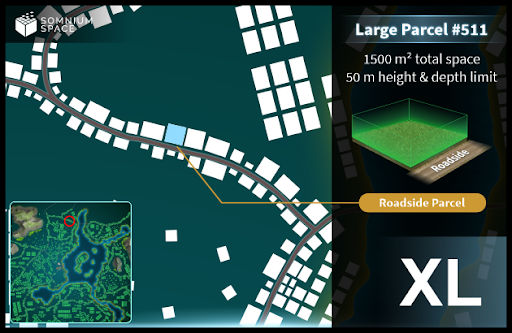 SOMNIUM
SPACE
Large Parcel #511
1500 m² total space
50 m height & depth limit
Roadside
Roadside Parcel
XL